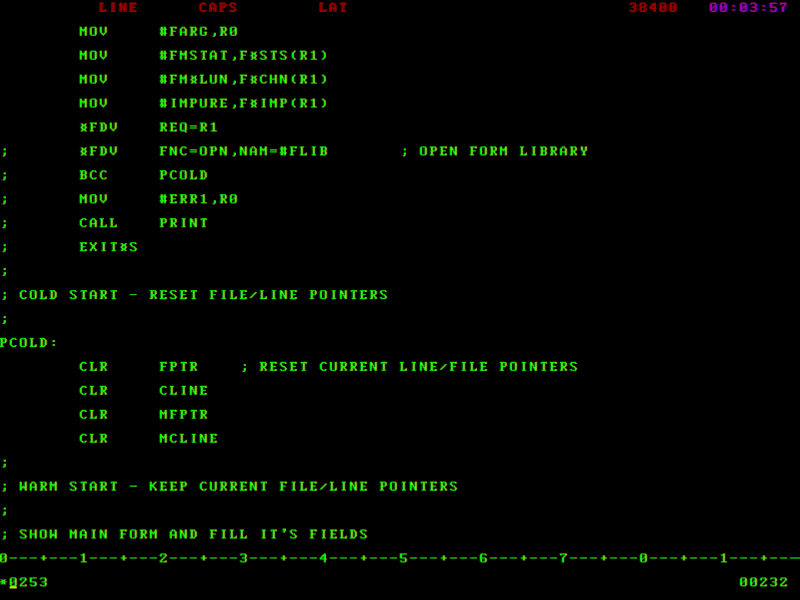 LINE CAPS LAT 38400 00:03:57
MOV #FARG,R0
MOV #FMSTAT,F¤STS(R1)
MOV #FM¤LUN,F¤CHN(R1)
MOV #IMPURE,F¤IMP(R1)
¤FDV REQ=R1
; ¤FDV FNC=OPN,NAM=#FLIB ; OPEN FORM LIBRARY
; BCC PCOLD
; MOV #ERR1,R0
; CALL PRINT
; EXIT¤S
;
; COLD START - RESET FILE/LINE POINTERS
;
PCOLD:
CLR FPTR ; RESET CURRENT LINE/FILE POINTERS
CLR CLINE
CLR MFPTR
CLR MCLINE
;
; WARM START - KEEP CURRENT FILE/LINE POINTERS
;
; SHOW MAIN FORM AND FILL IT'S FIELDS
0---+---1---+---2---+---3---+---4---+---5---+---6---+---7---+---0---+---1---+---
*0253 00232